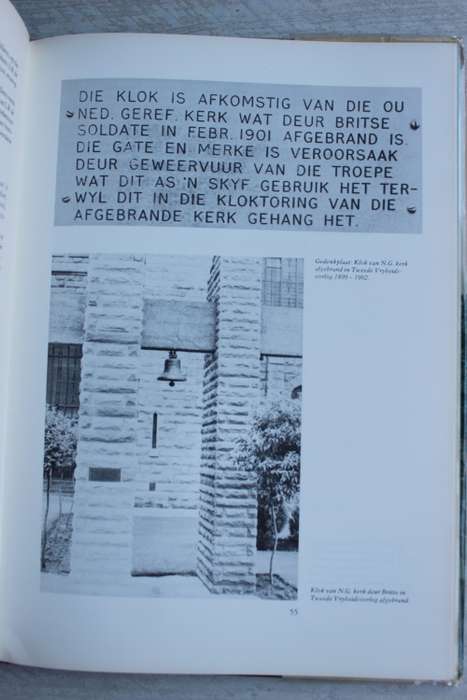 DIE KLOK IS AFKOMSTIG VAN DIE OU
NED. GEREF. KERK WAT DEUR BRITSE
SOLDATE IN FEBR. 1901 AFGEBRAND IS.
DIE GATE EN MERKE IS VEROORSAAK
DEUR GEWEERVUUR VAN DIE TROEPE
WAT DIT AS 'N SKYF GEBRUIK HET TER-
WYL DIT IN DIE KLOKTORING VAN DIE
AFGEBRANDE KERK GEHANG HET.
Gedenkplaat: Klok van N.G. kerk
afgebrand in Tweede Vryheids-
oorlog 1899 - 1902.
Klok van N.G. kerk deur Britte in
Tweede Vryheidsoorlog afgebrand.
55